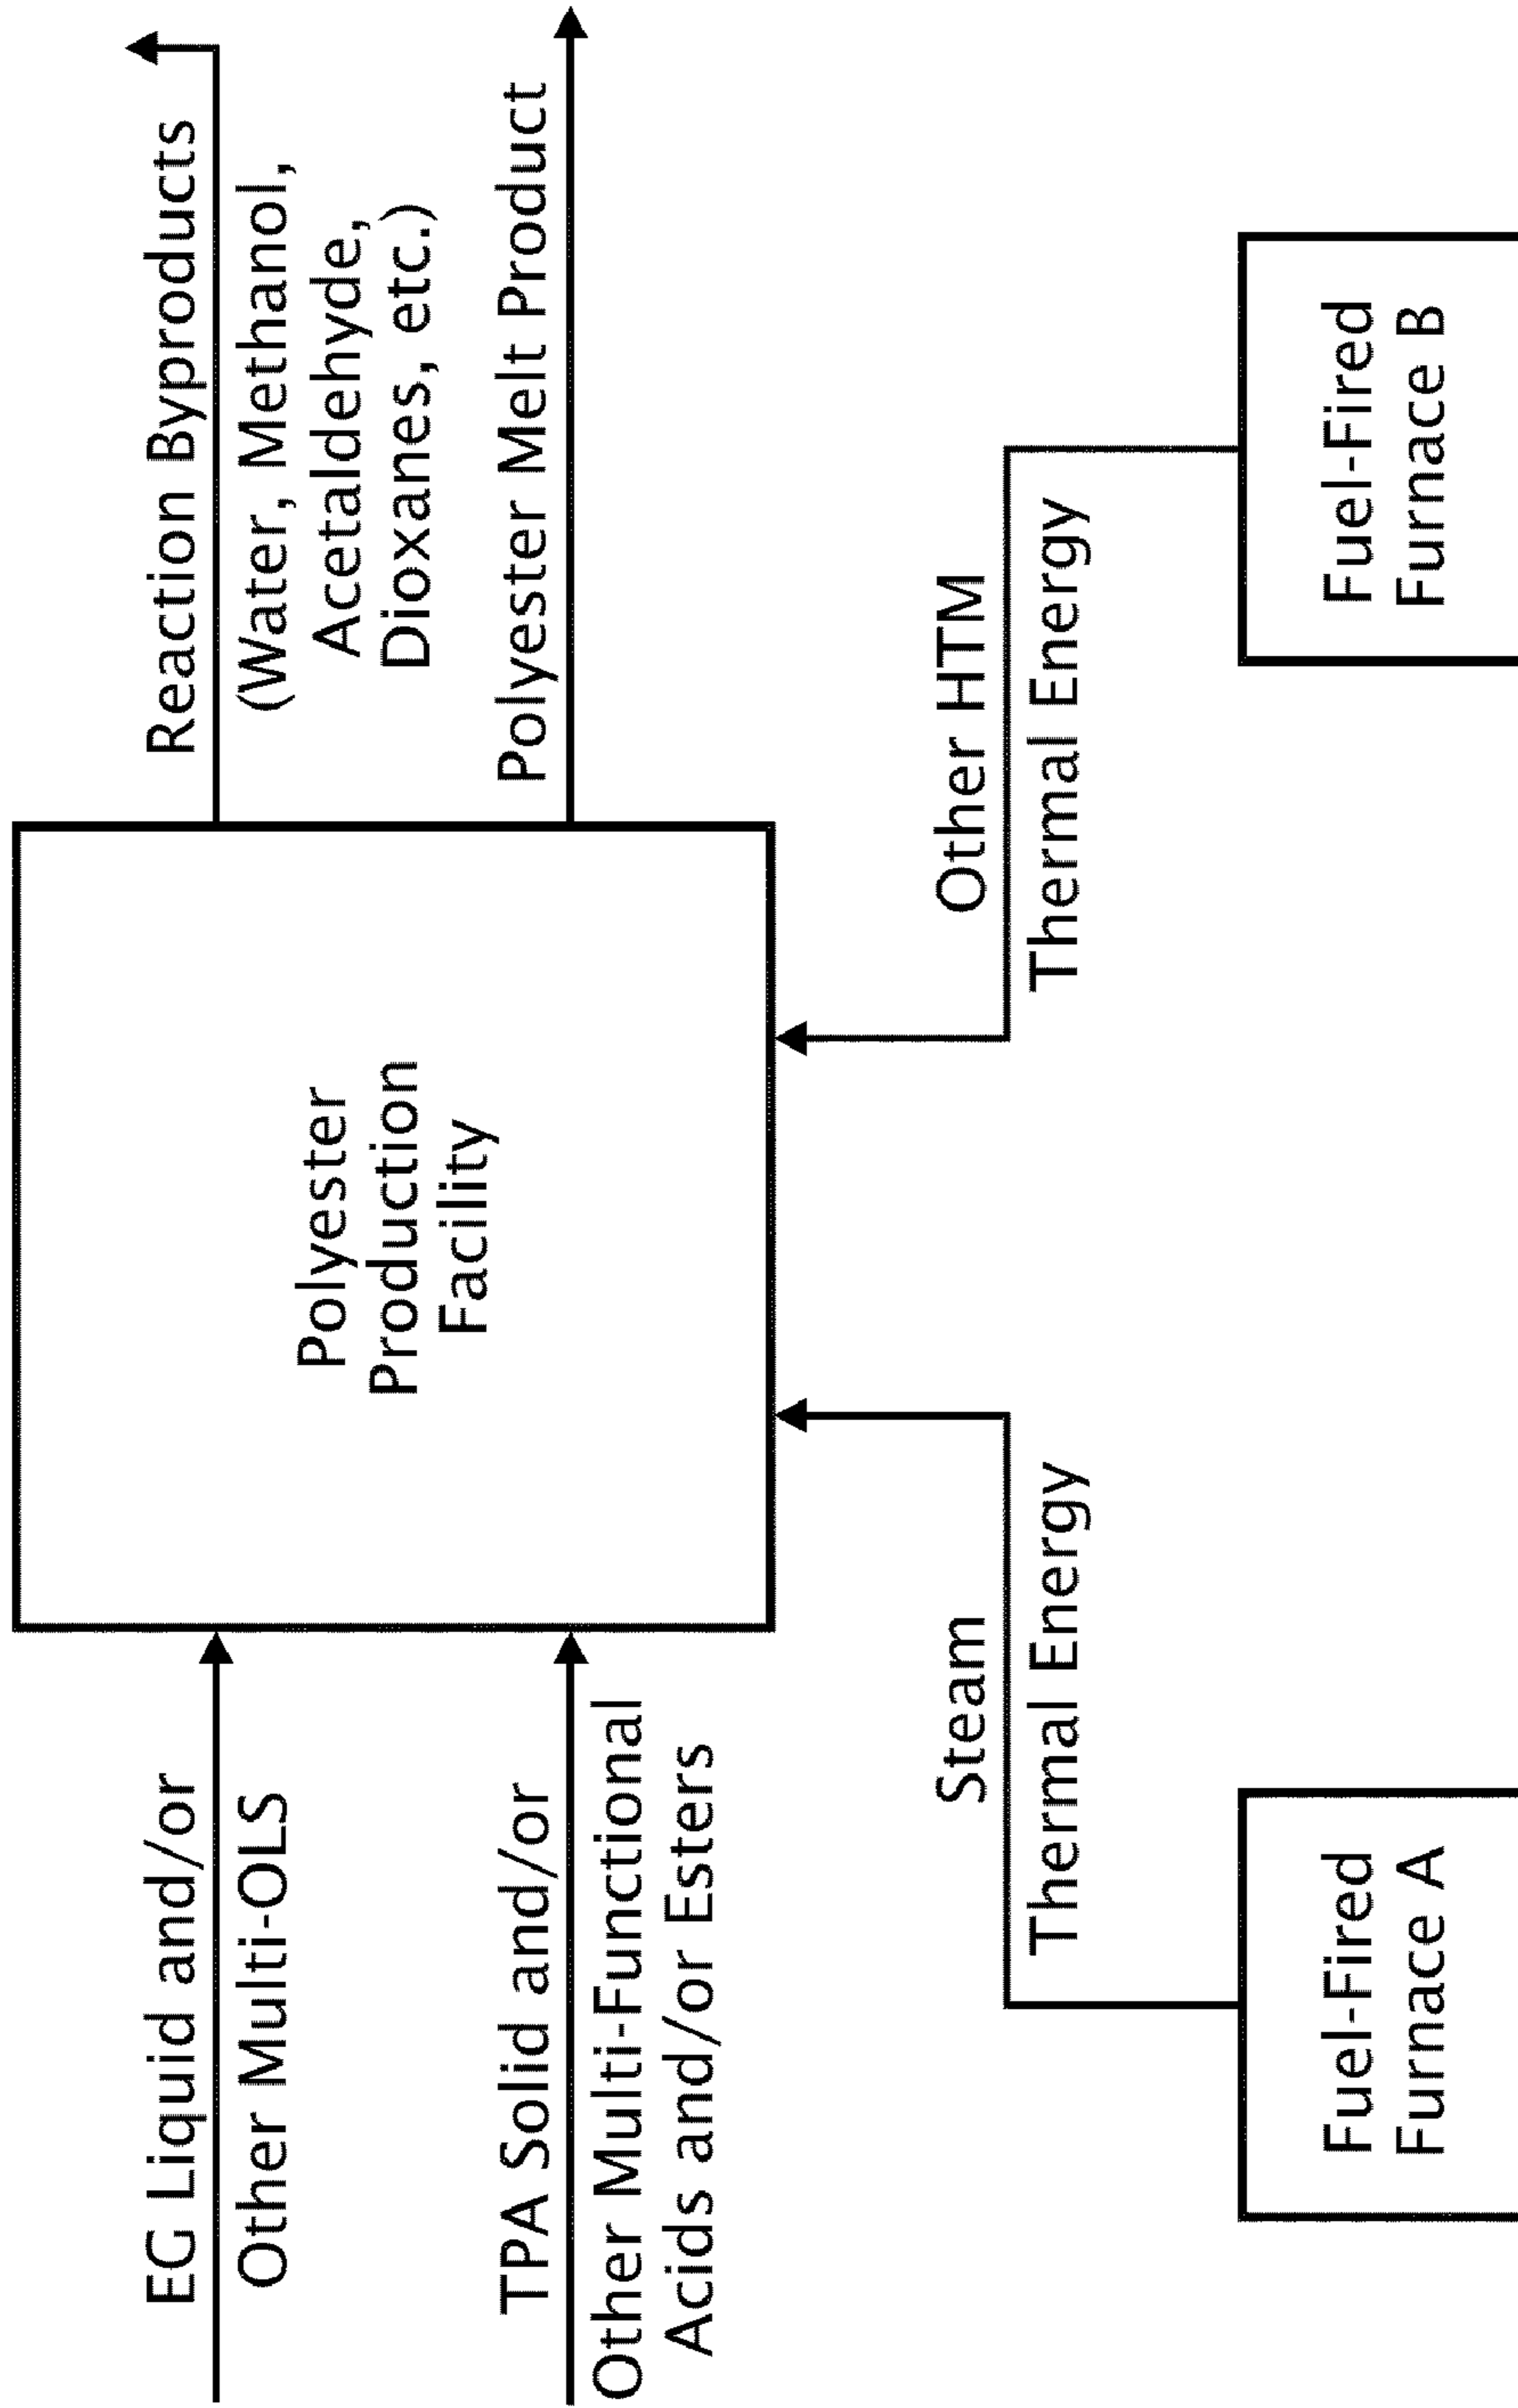 EG Liquid and/or
Other Multi-OLS
TPA Solid and/or
Other Multi-Functional
Acids and/or Esters
Polyester
Production
Facility
Reaction Byproducts
(Water, Methanol,
Acetaldehyde,
Dioxanes, etc.)
Polyester Melt Product
Steam
Thermal Energy
Other HTM
Thermal Energy
Fuel-Fired
Furnace A
Fuel-Fired
Furnace B